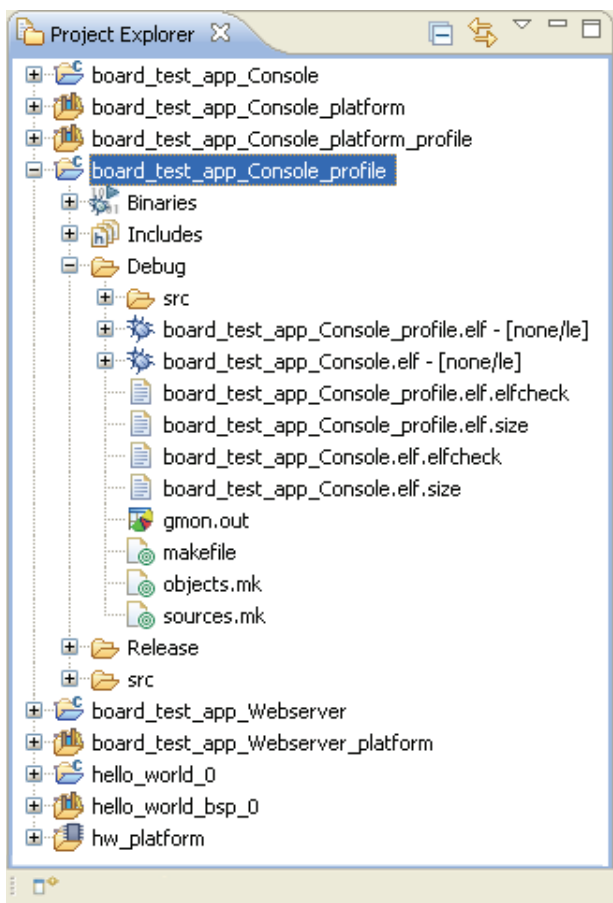 Project Explorer
board_test_app_Console
board_test_app_Console_platform
board_test_app_Console_platform_profile
board_test_app_Console_profile
Binaries
Includes
Debug
src
board_test_app_Console_profile.elf - [none/le]
board_test_app_Console.elf - [none/le]
board_test_app_Console_profile.elf.elfcheck
board_test_app_Console_profile.elf.size
board_test_app_Console.elf.elfcheck
board_test_app_Console.elf.size
gmon.out
makefile
objects.mk
sources.mk
Release
src
board_test_app_Webserver
board_test_app_Webserver_platform
hello_world_0
hello_world_bsp_0
hw_platform